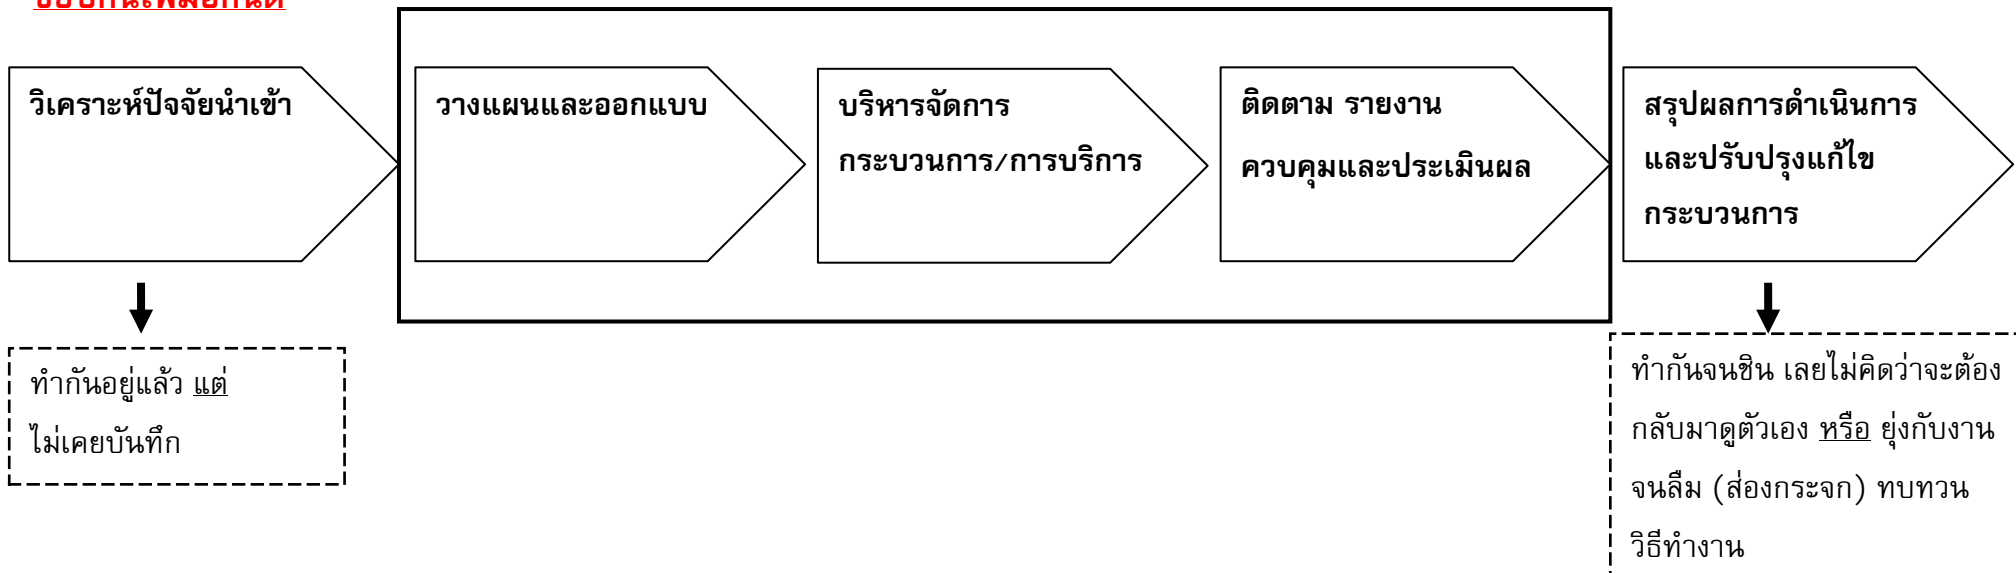 วิเคราะห์ปัจจัยนำเข้า
วางแผนและออกแบบ
บริหารจัดการ
กระบวนการ/การบริการ
ติดตาม รายงาน
ควบคุมและประเมินผล
สรุปผลการดำเนินการ
และปรับปรุงแก้ไข
กระบวนการ
ทำกันอยู่แล้ว แต่
ไม่เคยบันทึก
ทำกันจนชิน เลยไม่คิดว่าจะต้อง
กลับมาดูตัวเอง หรือ ยุ่งกับงาน
จนลืม (ส่องกระจก) ทบทวน
วิธีทำงาน